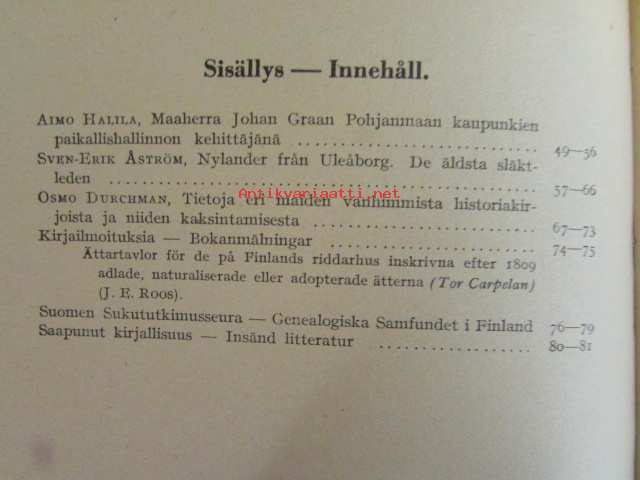 Sisällys — Innehåll.
Aimo Halila, Maaherra Johan Graan Pohjanmaan kaupunkien
paikallishallinnon kehittäjänä .................... 49—56
Sven-Erik Åström, Nylander från Uleåborg. De äldsta släkt-
leden .................... 57—66
Antikvariaatti.net
Osmo Durchman, Tietoja eri maiden vanhimmista historiakir-
joista ja niiden kaksintamisesta .................... 67—73
Kirjailmoituksia — Bokanmälningar .................... 74—75
Ättartavlor för de på Finlands riddarhus inskrivna efter 1809
adlade, naturaliserade eller adopterade ätterna (Tor Carpelan)
(J. E. Roos).
Suomen Sukututkimusseura — Genealogiska Samfundet i Finland 76—79
Saapunut kirjallisuus — Insänd litteratur .................... 80—81